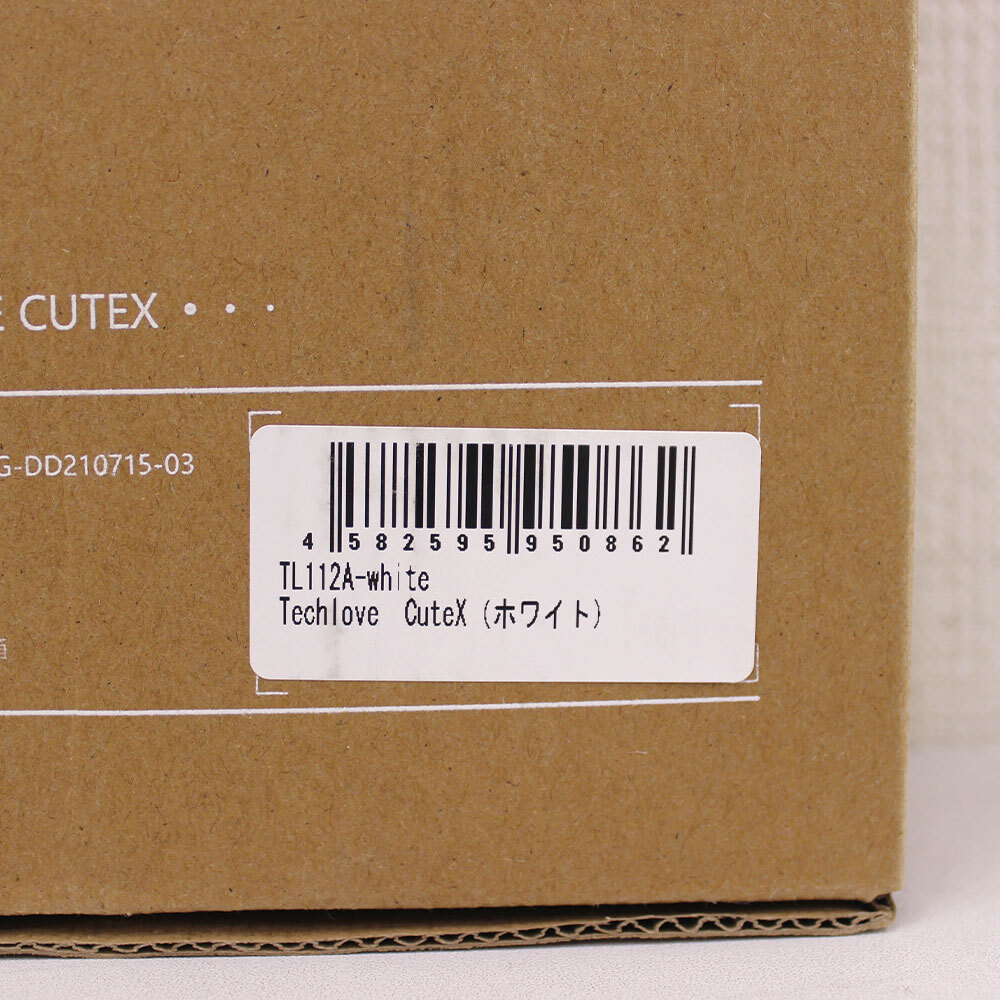 CUTEX •••
G-DD210715-03
4 582595 950862
TL112A-white
Techlove CuteX (ホワイト)